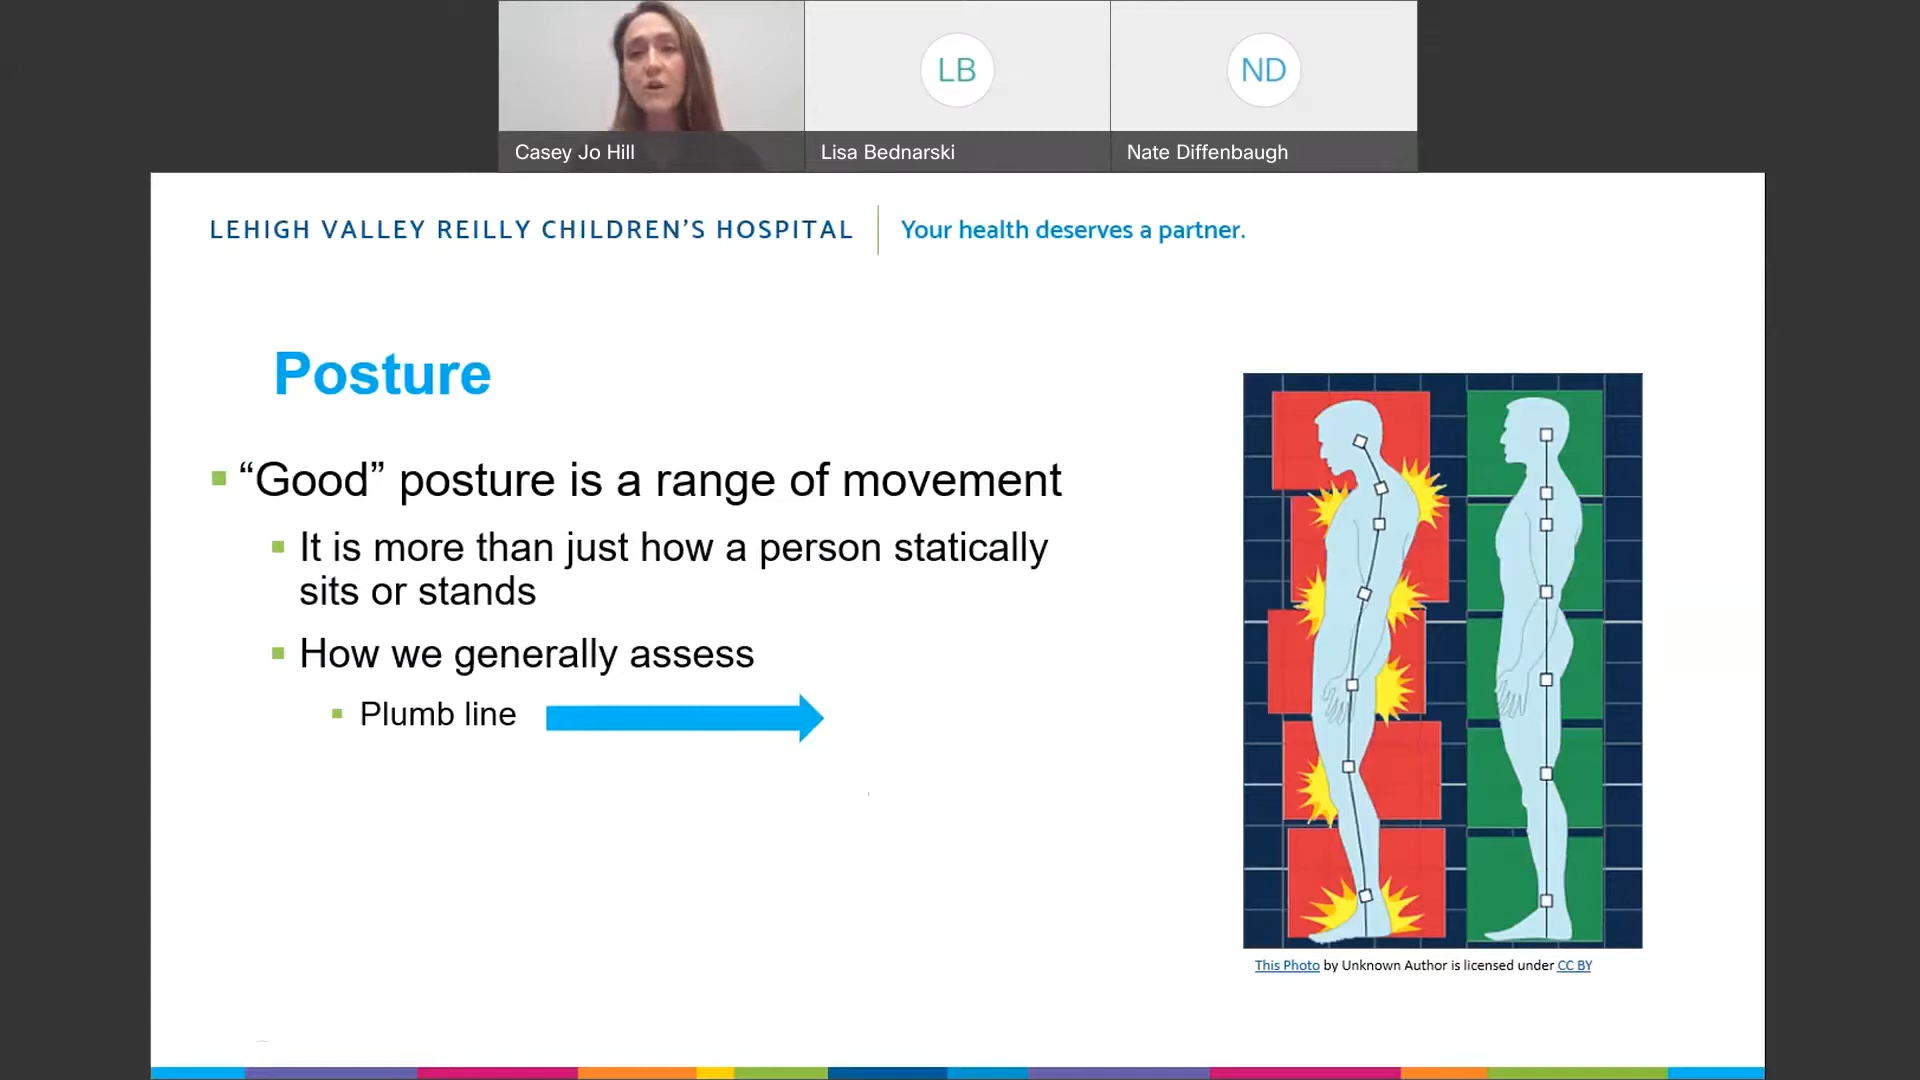 LB
ND
Casey Jo Hill
Lisa Bednarski
Nate Diffenbaugh
LEHIGH VALLEY REILLY CHILDREN’S HOSPITAL
Your health deserves a partner.
Posture
“Good” posture is a range of movement
It is more than just how a person statically
sits or stands
How we generally assess
Plumb line
This Photo by Unknown Author is licensed under CC BY